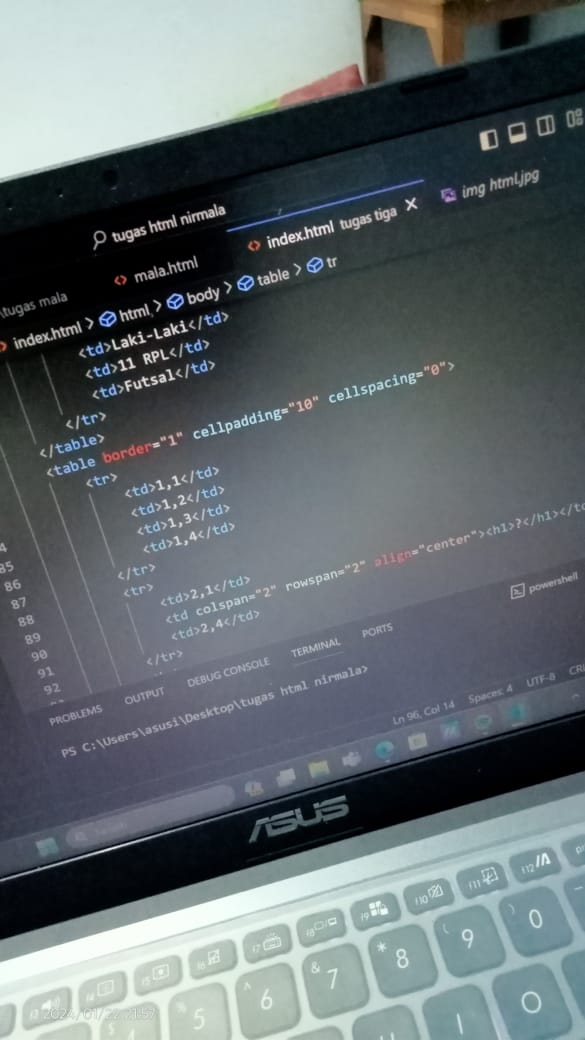 tugas html nirmala
\tugas mala
mala.html
index.html tugas tiga
img html.jpg
index.html > html > body > table > tr
<td>Laki-Laki</td>
<td>11 RPL</td>
<td>Futsal</td>
</tr>
</table>
<table border="1" cellpadding="10" cellspacing="0">
<tr>
<td>1,1</td>
<td>1,2</td>
<td>1,3</td>
<td>1,4</td>
</tr>
<tr>
85 <td>2,1</td>
86 <td colspan="2" rowspan="2" align="center"><h1>?</h1></td
87 <td>2,4</td>
88 </tr>
89
90
91
92
PROBLEMS OUTPUT DEBUG CONSOLE TERMINAL PORTS
powershell
PS C:\Users\asusi\Desktop\tugas html nirmala>
Ln 96, Col 14 Spaces: 4 UTF-8
ASUS
f4 f5 f6 f7 f8 f9 f10 f11 f12
4 % 5 ^ 6 & 7 * 8 ( 9 ) 0
U I O
2024/01/22 21:57